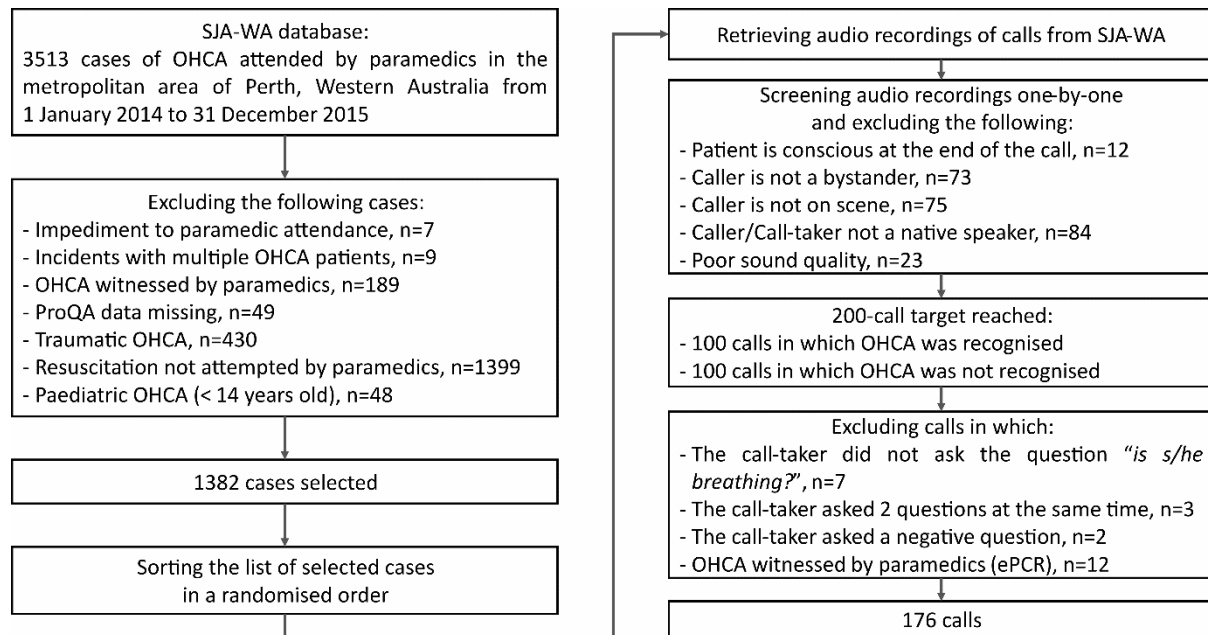 SJA-WA database:
3513 cases of OHCA attended by paramedics in the
metropolitan area of Perth, Western Australia from
1 January 2014 to 31 December 2015
Excluding the following cases:
- Impediment to paramedic attendance, n=7
- Incidents with multiple OHCA patients, n=9
- OHCA witnessed by paramedics, n=189
- ProQA data missing, n=49
- Traumatic OHCA, n=430
- Resuscitation not attempted by paramedics, n=1399
- Paediatric OHCA (< 14 years old), n=48
1382 cases selected
Sorting the list of selected cases
in a randomised order
Retrieving audio recordings of calls from SJA-WA
Screening audio recordings one-by-one
and excluding the following:
- Patient is conscious at the end of the call, n=12
- Caller is not a bystander, n=73
- Caller is not on scene, n=75
- Caller/Call-taker not a native speaker, n=84
- Poor sound quality, n=23
200-call target reached:
- 100 calls in which OHCA was recognised
- 100 calls in which OHCA was not recognised
Excluding calls in which:
- The call-taker did not ask the question “is s/he
breathing?”, n=7
- The call-taker asked 2 questions at the same time, n=3
- The call-taker asked a negative question, n=2
- OHCA witnessed by paramedics (ePCR), n=12
176 calls